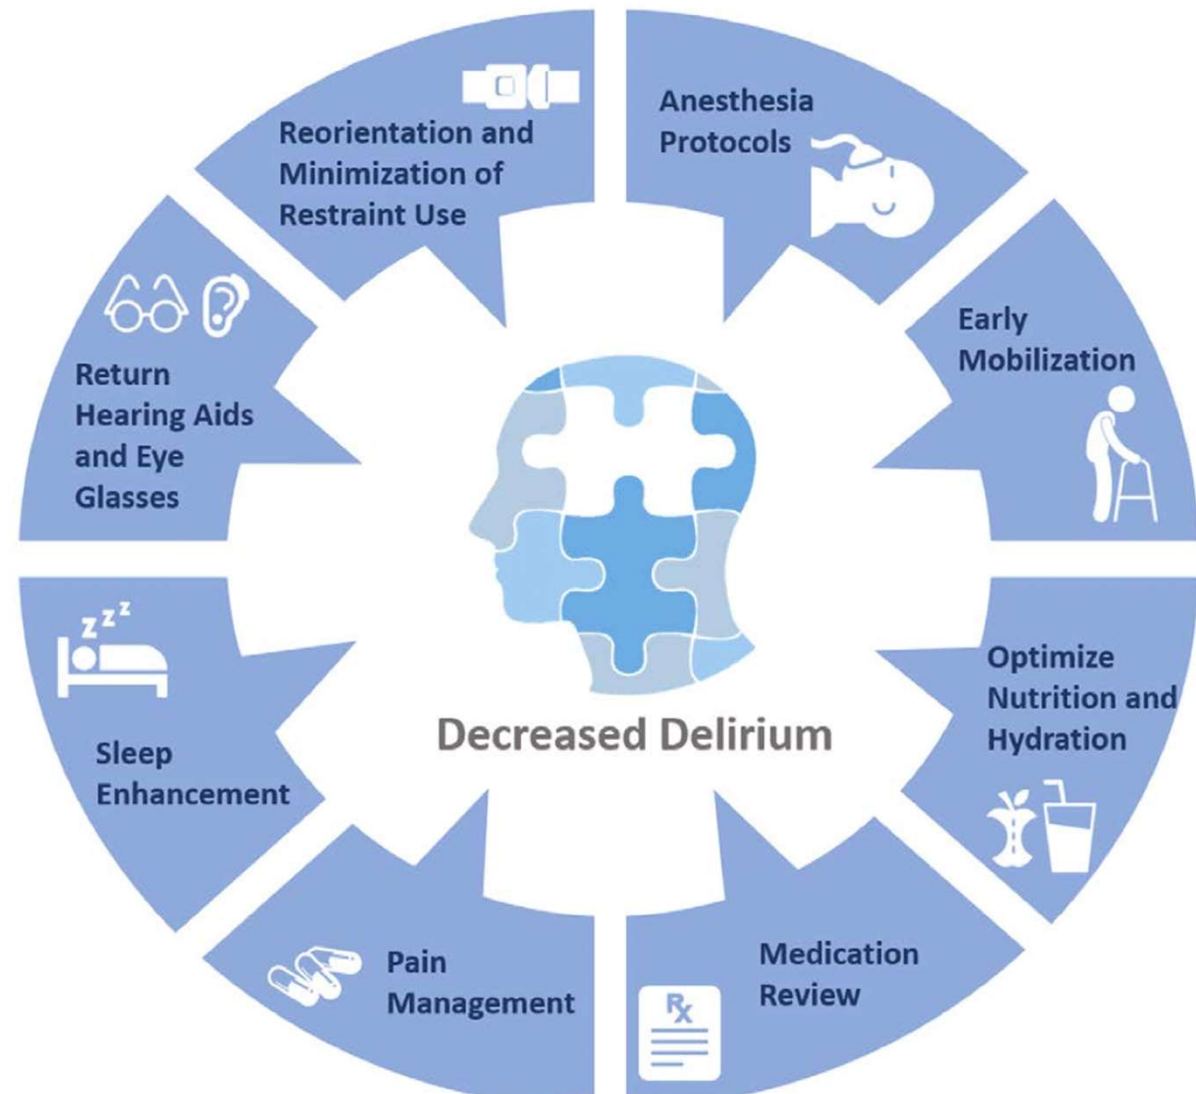 Anesthesia
Protocols
Early
Mobilization
Optimize
Nutrition and
Hydration
Medication
Review
Rx
Pain
Management
Sleep
Enhancement
z z z
Return
Hearing Aids
and Eye
Glasses
Reorientation and
Minimization of
Restraint Use
Decreased Delirium